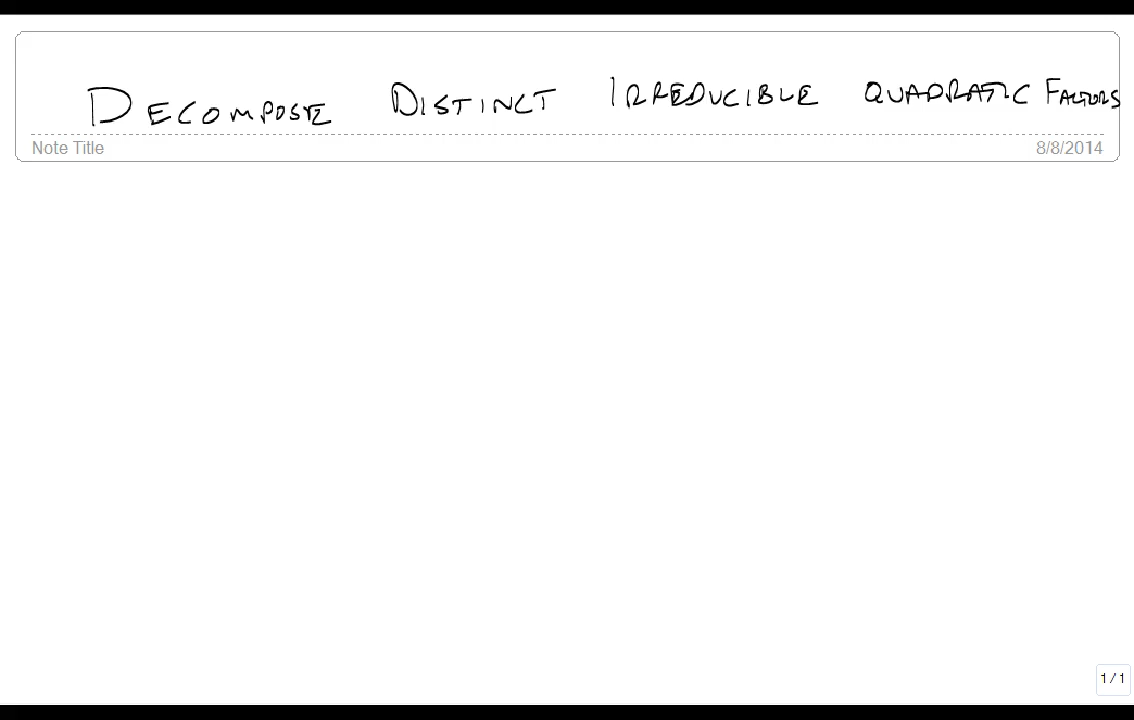 DECOMPOSE DISTINCT IRREDUCIBLE QUADRATIC FACTORS
Note Title 8/8/2014
1/1